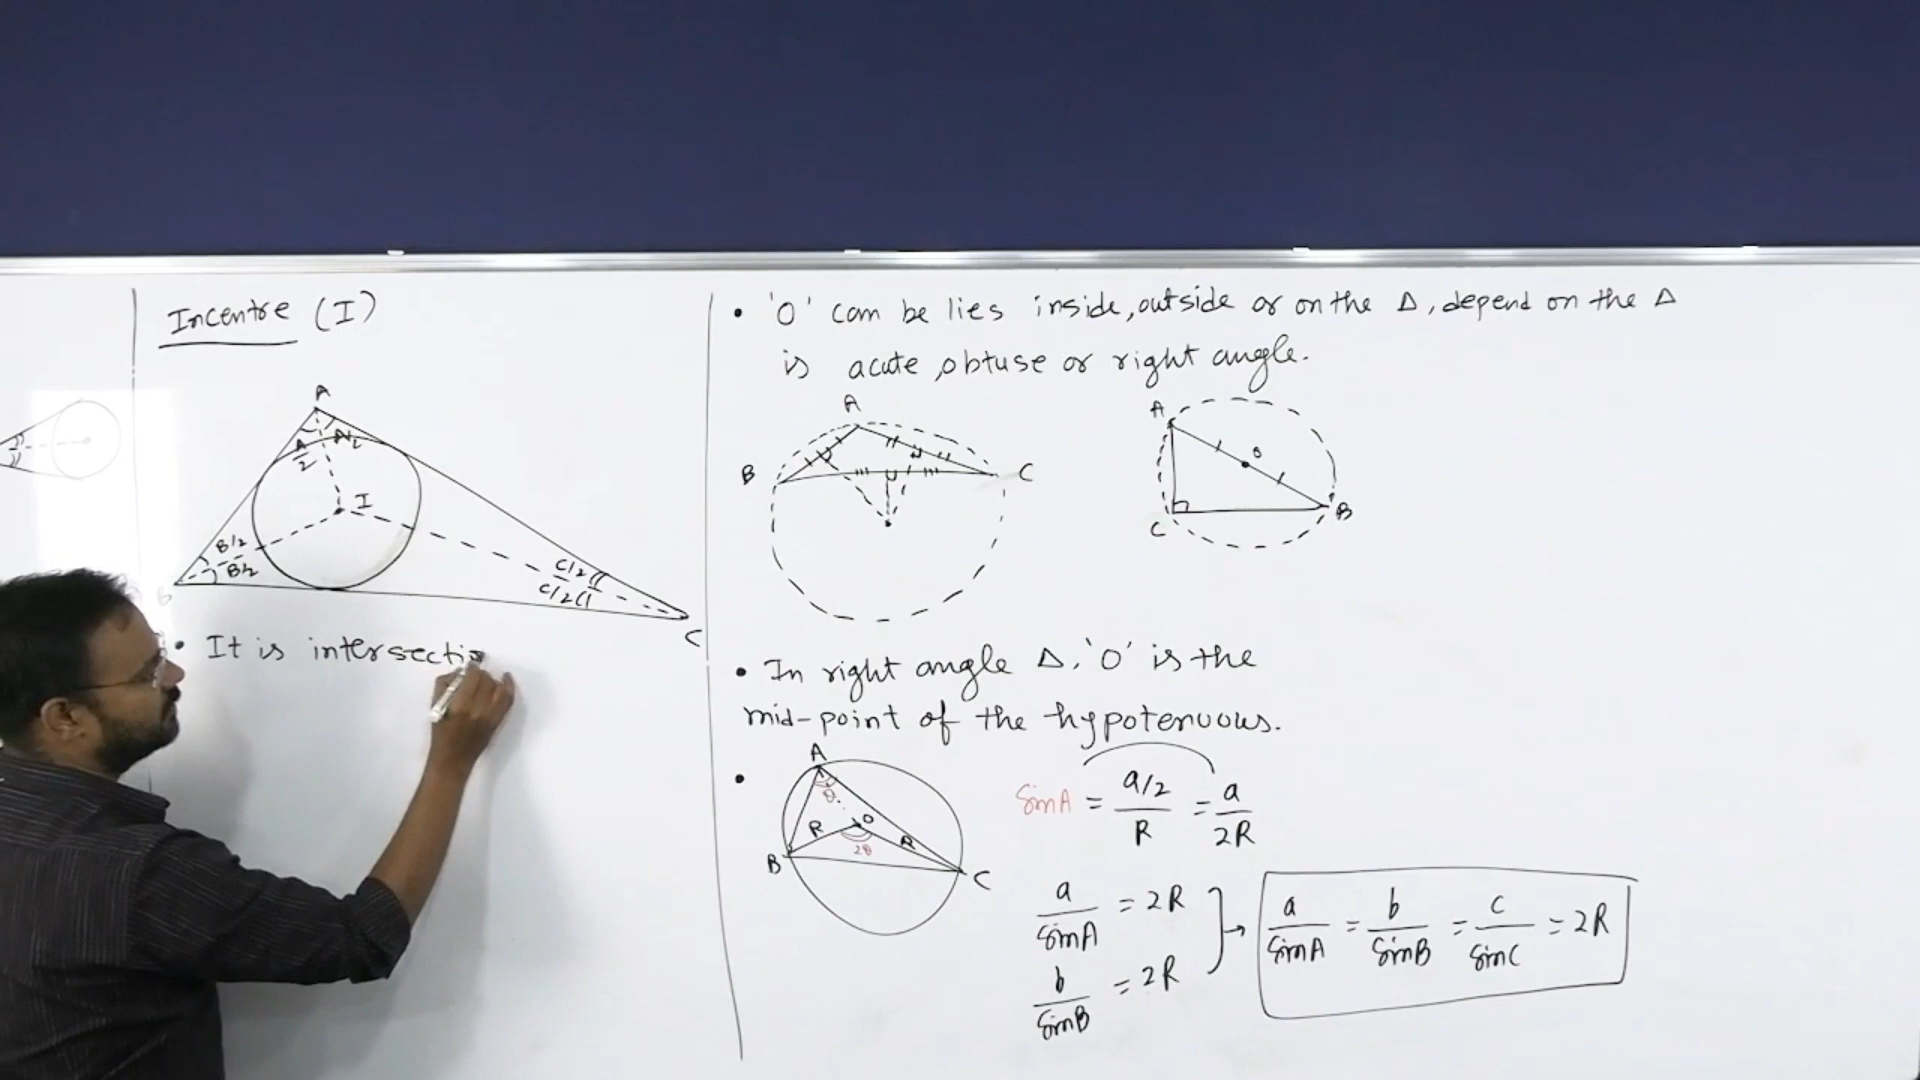 Incentre (I)
A
A/2 A/2
I
B/2
B/2
C/2
C/2
B
C
• It is intersectio
• 'O' can be lies inside, outside or on the Δ, depend on the Δ
is acute, obtuse or right angle.
A
B
C
A
O
C
B
• In right angle Δ, 'O' is the
mid-point of the hypotenuous.
•
A
θ
O
R
R
2θ
B
C
SinA = a/2 / R = a / 2R
a / SinA = 2R
b / SinB = 2R
→ a / SinA = b / SinB = c / SinC = 2R